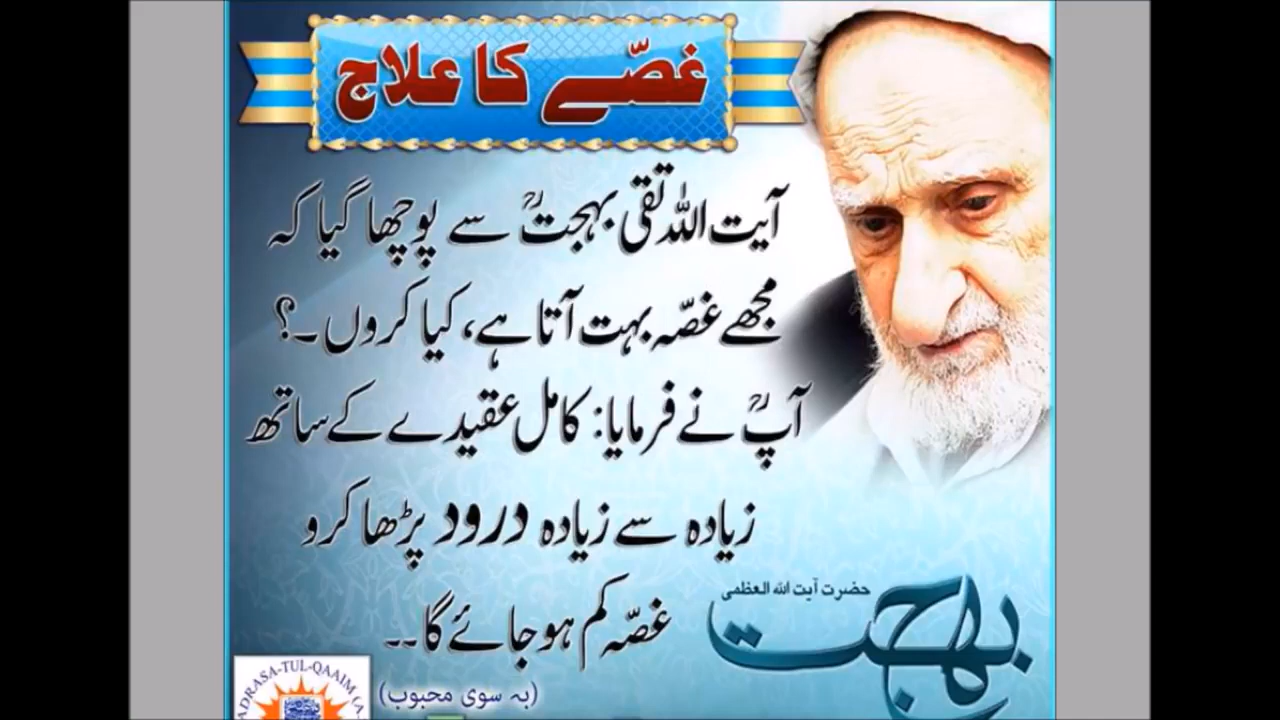 غصّے کا علاج
آیت اللہ تقی بہجتؒ سے پوچھا گیا کہ
مجھے غصّہ بہت آتا ہے، کیا کروں۔؟
آپؒ نے فرمایا: کامل عقیدے کے ساتھ
زیادہ سے زیادہ درود پڑھا کرو
غصّہ کم ہو جائے گا۔۔
حضرت آیت الله العظمی
بهجت
(بہ سوی محبوب)
ADRASA-TUL-QAAIM (A.